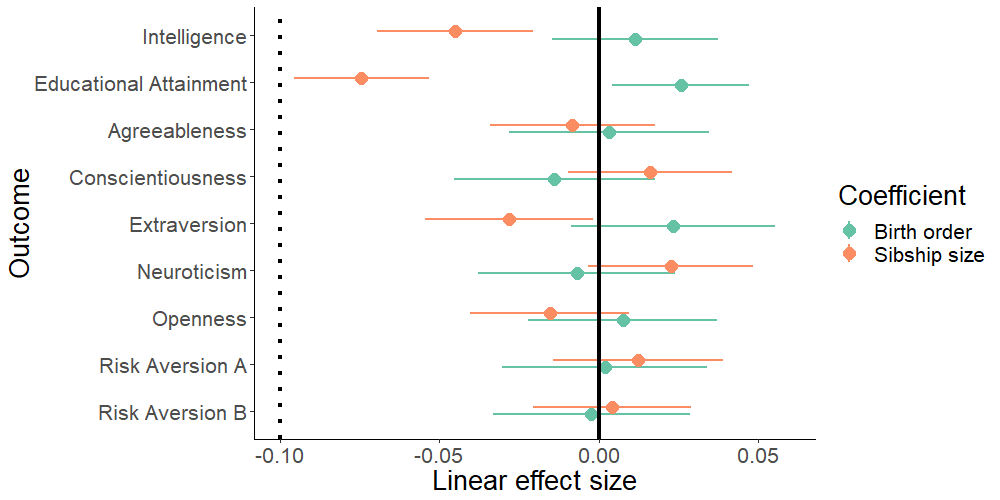 Outcome
Intelligence
Educational Attainment
Agreeableness
Conscientiousness
Extraversion
Neuroticism
Openness
Risk Aversion A
Risk Aversion B
-0.10 -0.05 0.00 0.05
Linear effect size
Coefficient
Birth order
Sibship size